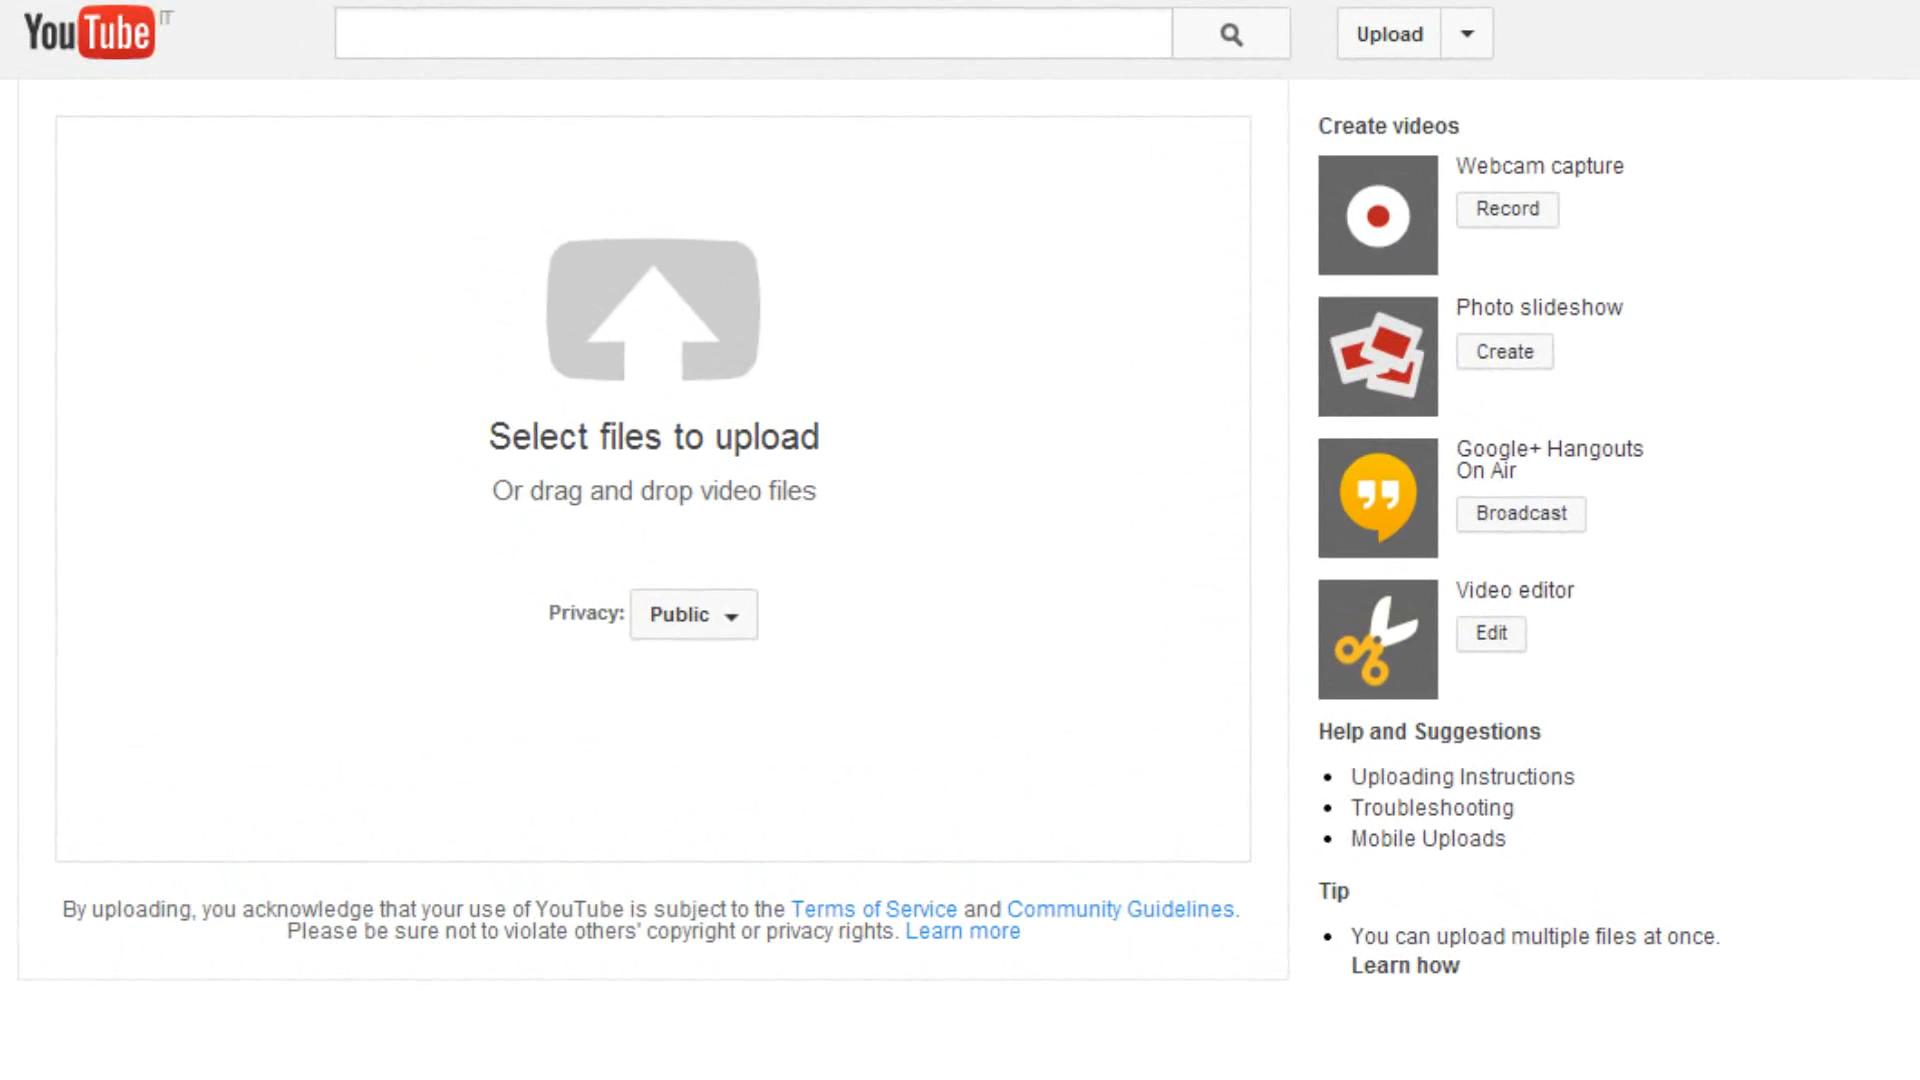 YouTube IT
Upload
Create videos
Webcam capture
Record
Photo slideshow
Create
Google+ Hangouts
On Air
Broadcast
Video editor
Edit
Select files to upload
Or drag and drop video files
Privacy: Public
Help and Suggestions
Uploading Instructions
Troubleshooting
Mobile Uploads
Tip
You can upload multiple files at once.
Learn how
By uploading, you acknowledge that your use of YouTube is subject to the Terms of Service and Community Guidelines.
Please be sure not to violate others' copyright or privacy rights. Learn more